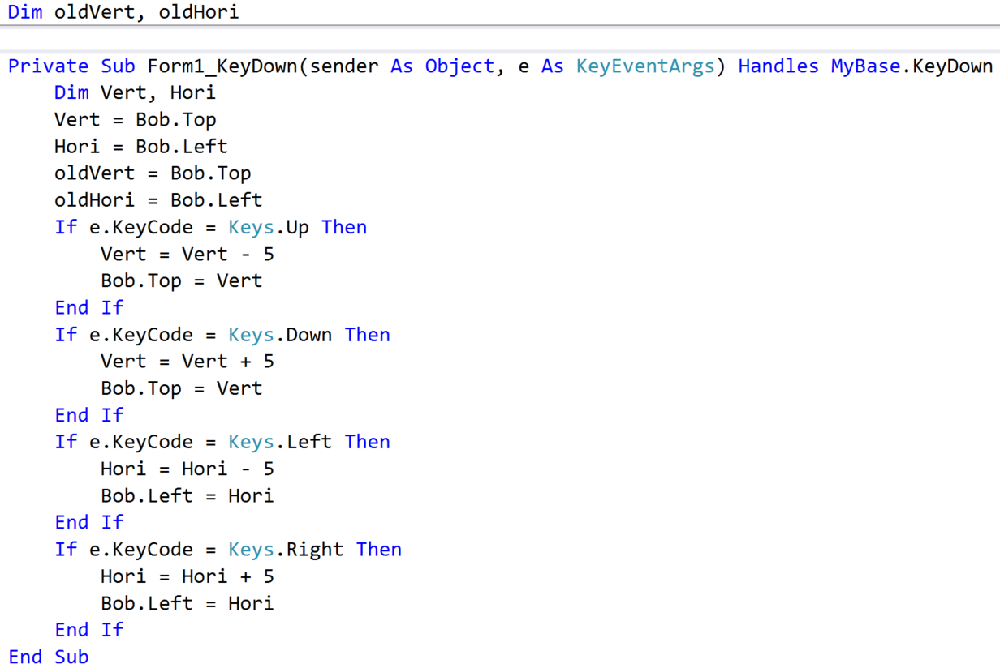 Dim oldVert, oldHori
Private Sub Form1_KeyDown(sender As Object, e As KeyEventArgs) Handles MyBase.KeyDown
Dim Vert, Hori
Vert = Bob.Top
Hori = Bob.Left
oldVert = Bob.Top
oldHori = Bob.Left
If e.KeyCode = Keys.Up Then
Vert = Vert - 5
Bob.Top = Vert
End If
If e.KeyCode = Keys.Down Then
Vert = Vert + 5
Bob.Top = Vert
End If
If e.KeyCode = Keys.Left Then
Hori = Hori - 5
Bob.Left = Hori
End If
If e.KeyCode = Keys.Right Then
Hori = Hori + 5
Bob.Left = Hori
End If
End Sub